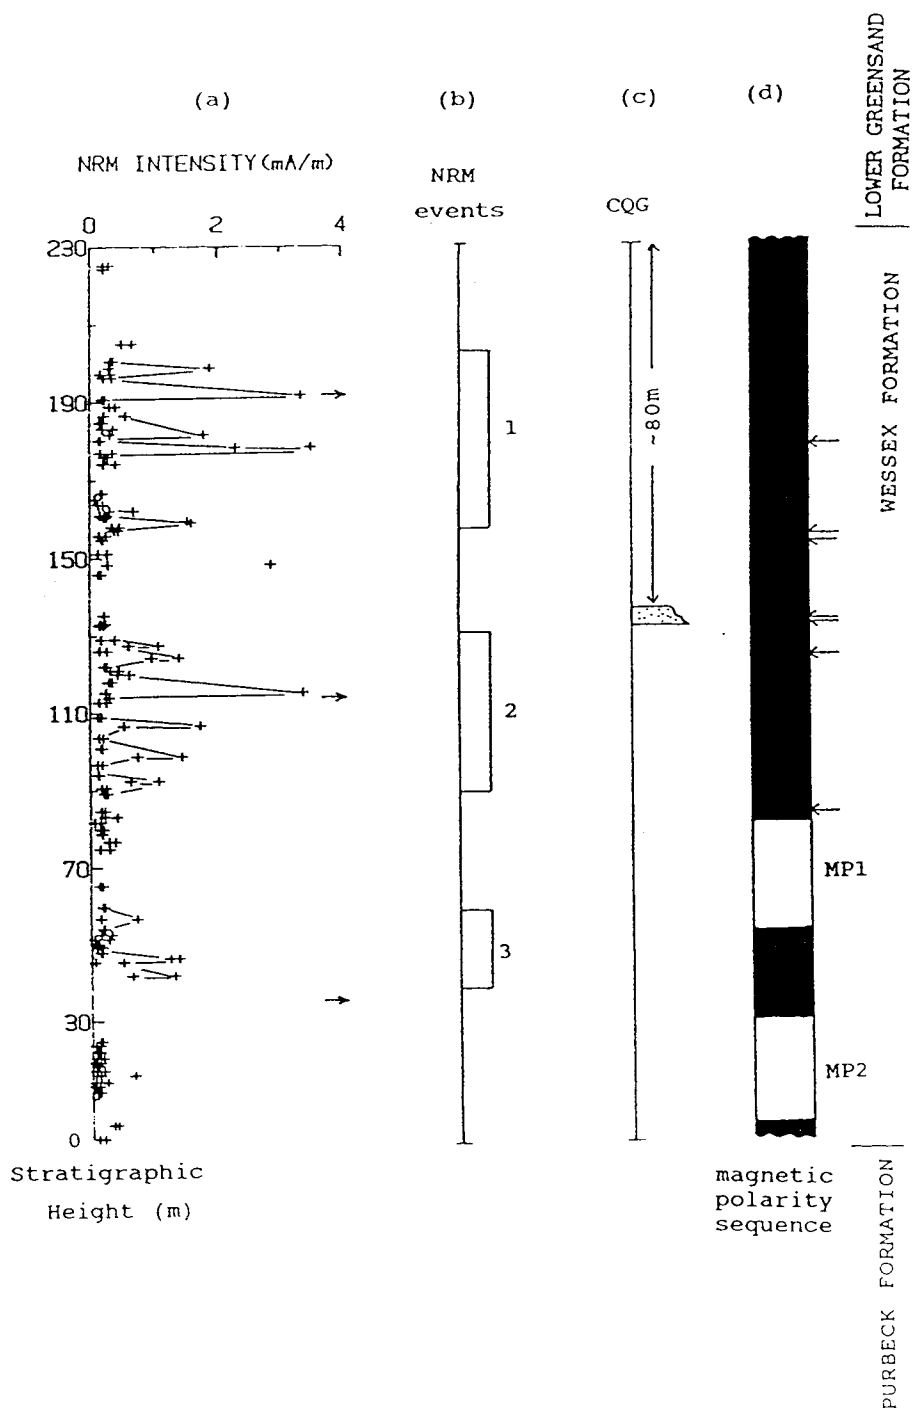 (a)
(b)
(c)
(d)
LOWER GREENSAND
FORMATION
NRM INTENSITY(mA/m)
NRM
events
CQG
0
2
4
230
190
150
110
70
30
0
1
2
3
~80m
MP1
MP2
WESSEX FORMATION
Stratigraphic
Height (m)
magnetic
polarity
sequence
PURBECK FORMATION